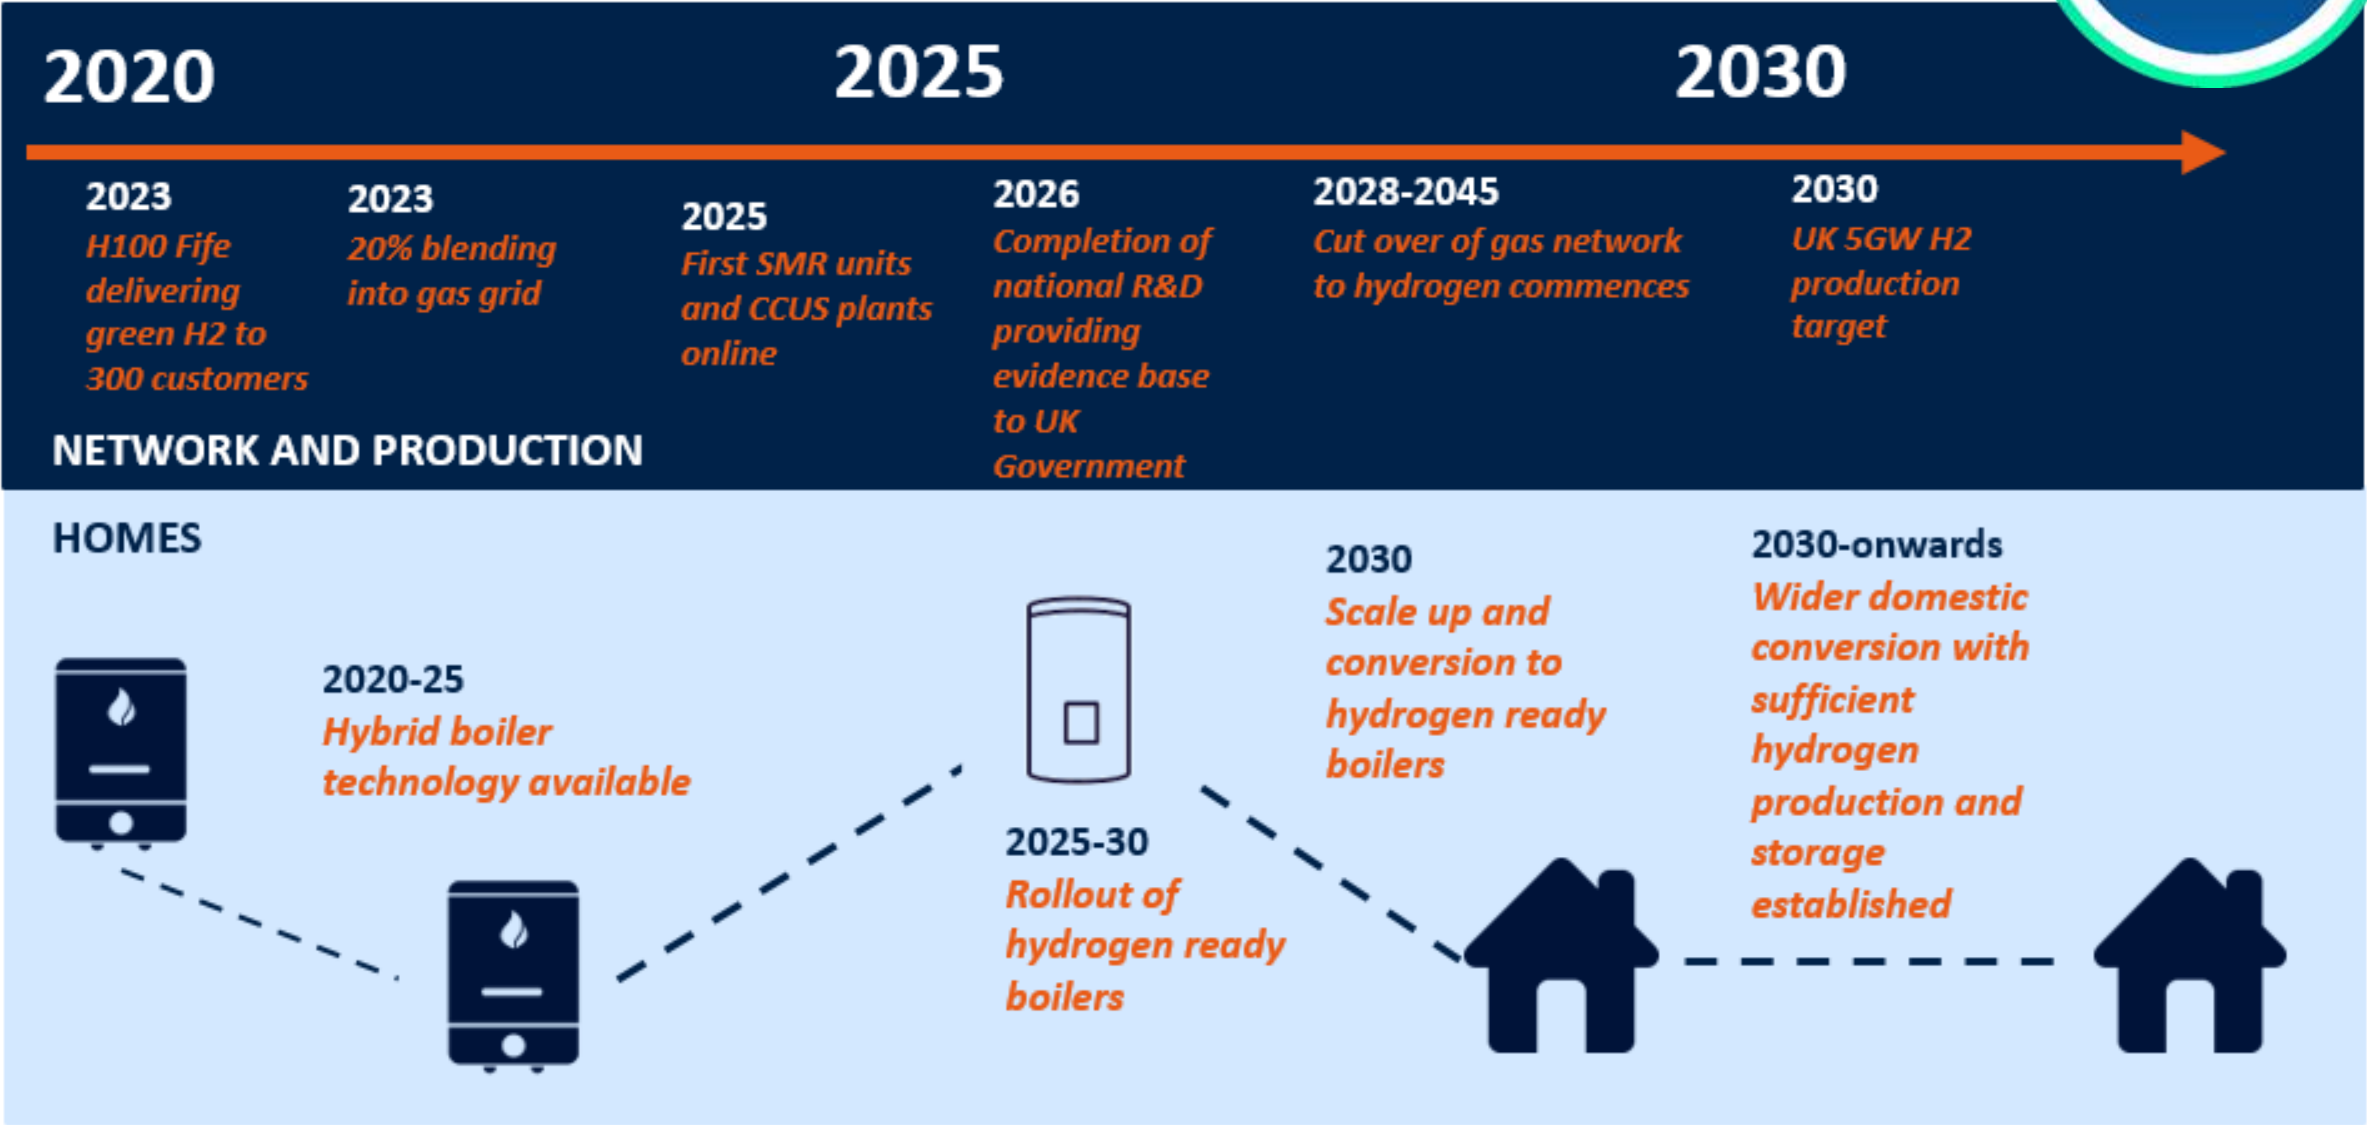 2020
2025
2030
2023
H100 Fife
delivering
green H2 to
300 customers
2023
20% blending
into gas grid
2025
First SMR units
and CCUS plants
online
2026
Completion of
national R&D
providing
evidence base
to UK
Government
2028-2045
Cut over of gas network
to hydrogen commences
2030
UK 5GW H2
production
target
NETWORK AND PRODUCTION
HOMES
2020-25
Hybrid boiler
technology available
2025-30
Rollout of
hydrogen ready
boilers
2030
Scale up and
conversion to
hydrogen ready
boilers
2030-onwards
Wider domestic
conversion with
sufficient
hydrogen
production and
storage
established